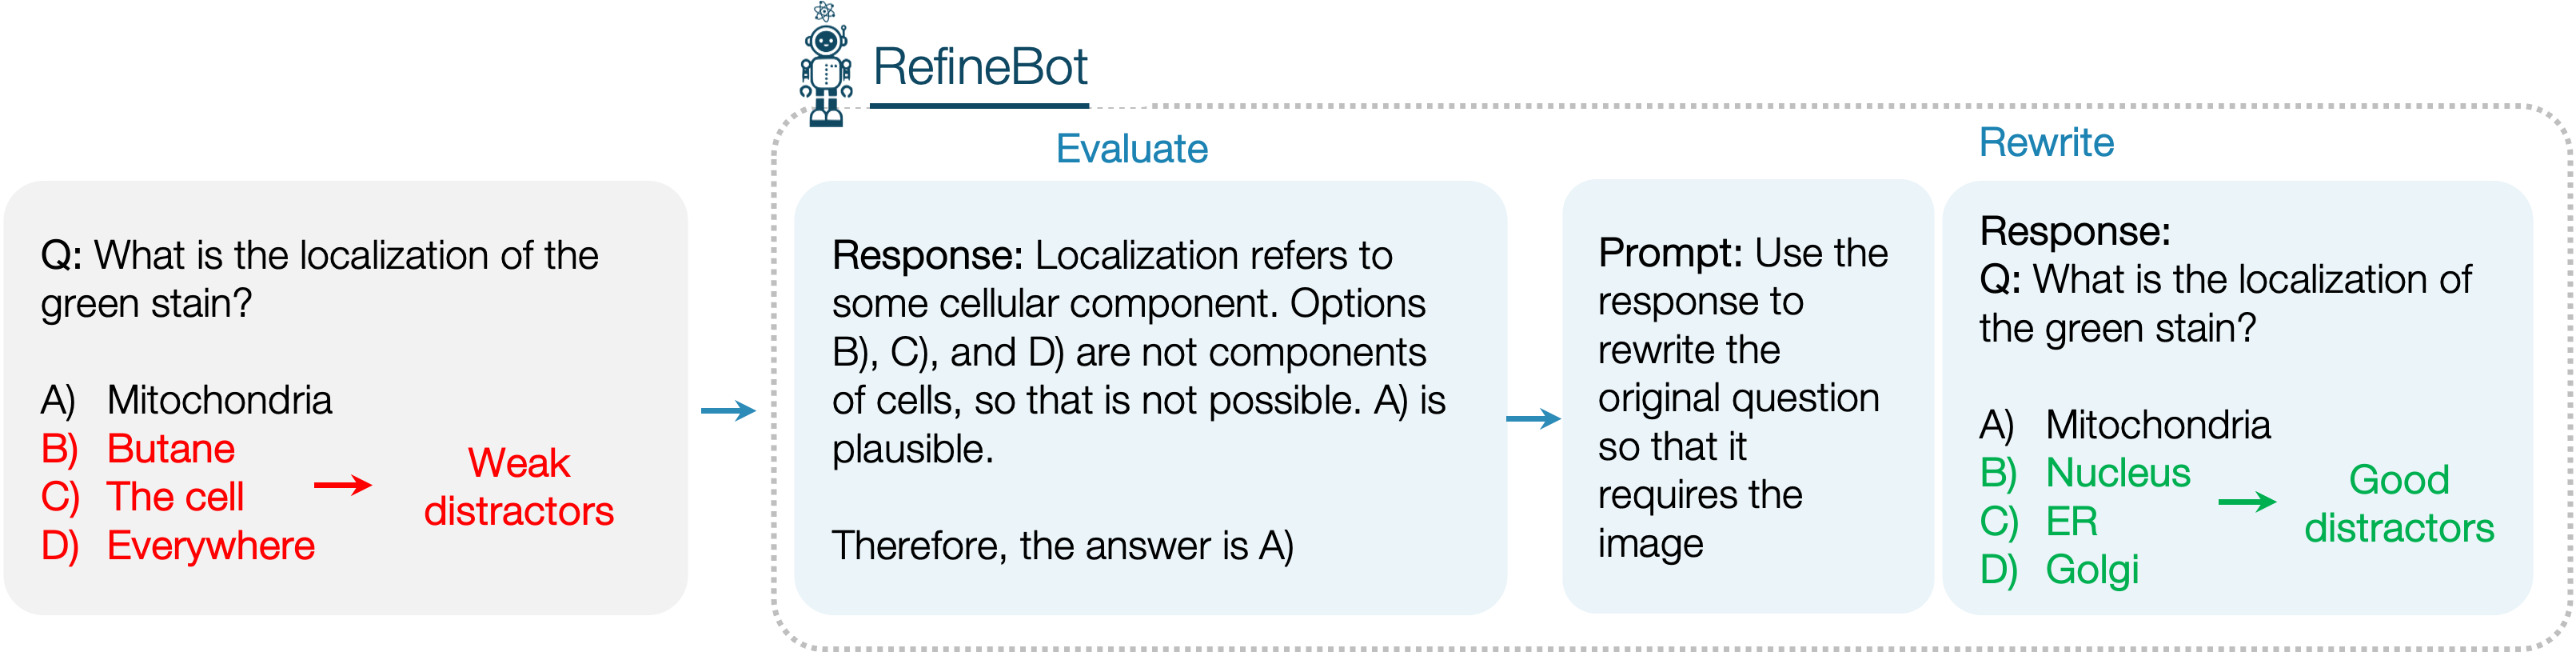 RefineBot
Evaluate
Rewrite
Q: What is the localization of the
green stain?
A) Mitochondria
B) Butane
C) The cell
D) Everywhere
Weak
distractors
Response: Localization refers to
some cellular component. Options
B), C), and D) are not components
of cells, so that is not possible. A) is
plausible.
Therefore, the answer is A)
Prompt: Use the
response to
rewrite the
original question
so that it
requires the
image
Response:
Q: What is the localization of
the green stain?
A) Mitochondria
B) Nucleus
C) ER
D) Golgi
Good
distractors